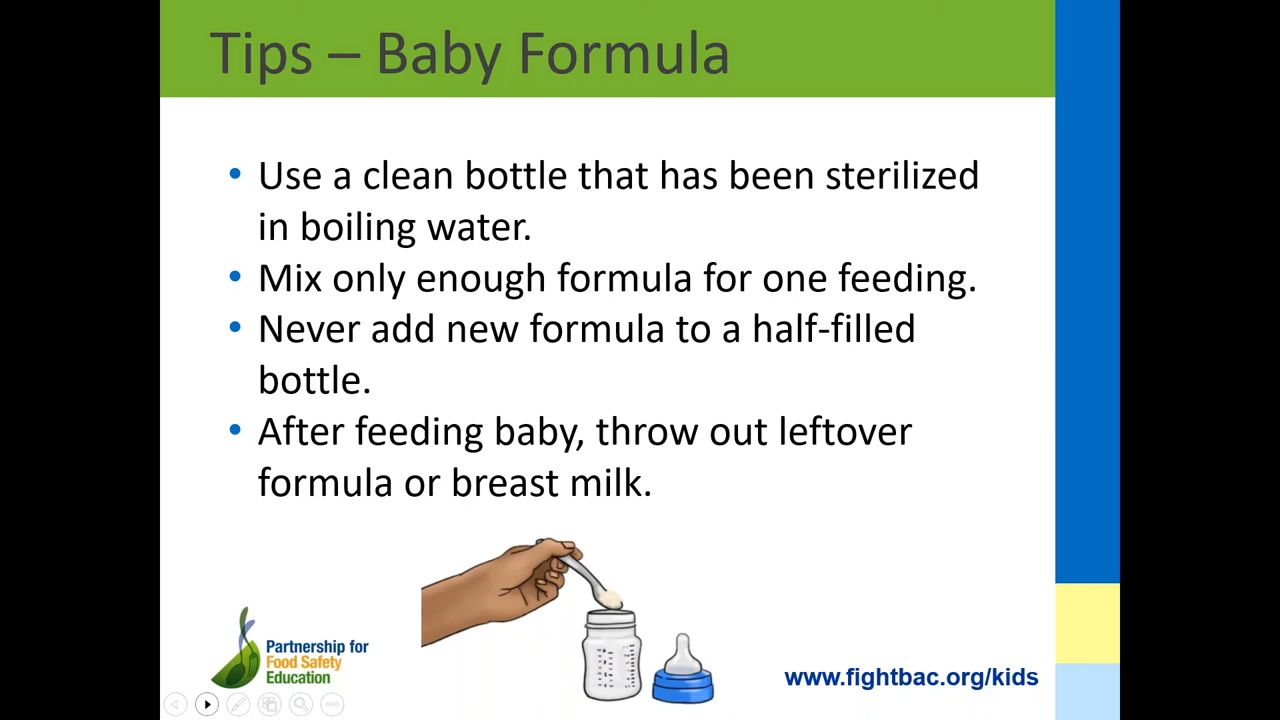 Tips – Baby Formula
• Use a clean bottle that has been sterilized
in boiling water.
• Mix only enough formula for one feeding.
• Never add new formula to a half-filled
bottle.
• After feeding baby, throw out leftover
formula or breast milk.
Partnership for
Food Safety
Education
www.fightbac.org/kids